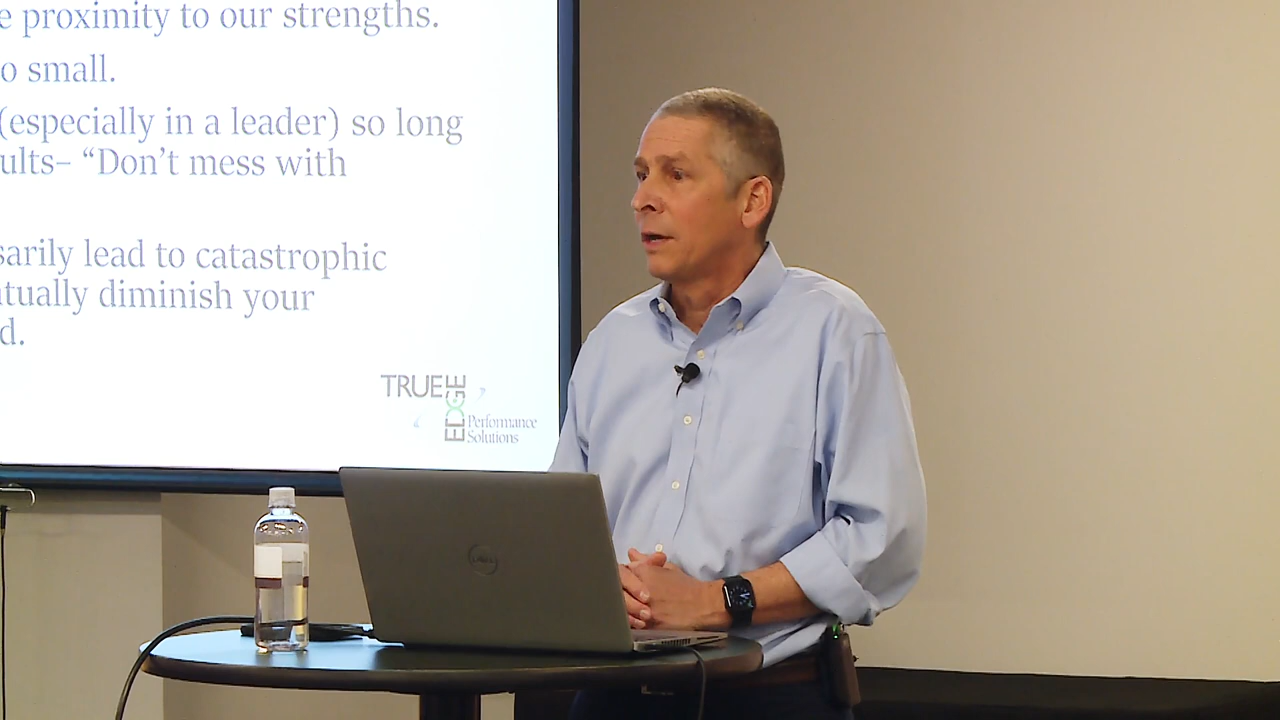 e proximity to our strengths.
o small.
(especially in a leader) so long
ults– “Don’t mess with
sarily lead to catastrophic
tually diminish your
d.
TRUE
EDGE
Performance
Solutions
DELL